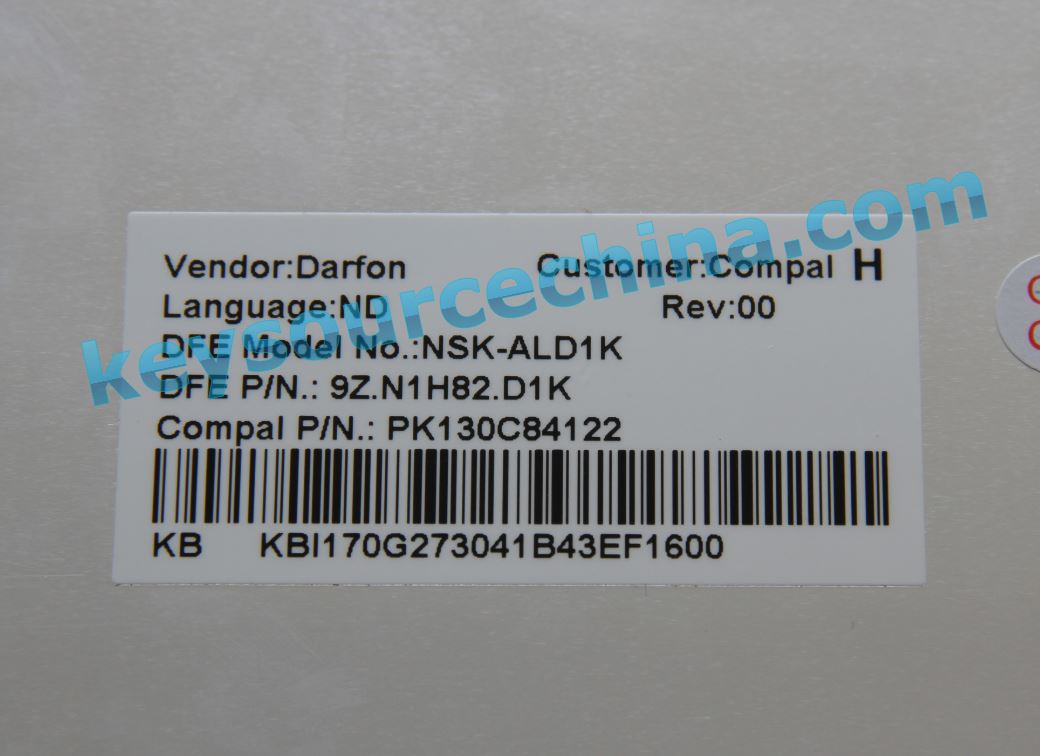 keysourcechina.com
Vendor:Darfon Customer:Compal H
Language:ND Rev:00
DFE Model No.:NSK-ALD1K
DFE P/N.: 9Z.N1H82.D1K
Compal P/N.: PK130C84122
KB KBI170G273041B43EF1600